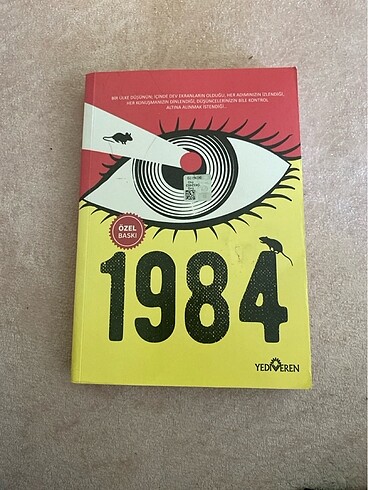 BİR ÜLKE DÜŞÜNÜN; İÇİNDE DEV EKRANLARIN OLDUĞU, HER ADIMINIZIN İZLENDİĞİ,
HER KONUŞMANIZIN DİNLENDİĞİ, DÜŞÜNCELERİNİZİN BİLE KONTROL
ALTINA ALINMAK İSTENDİĞİ.
ÖZEL
BASKI
1984
YEDİVEREN